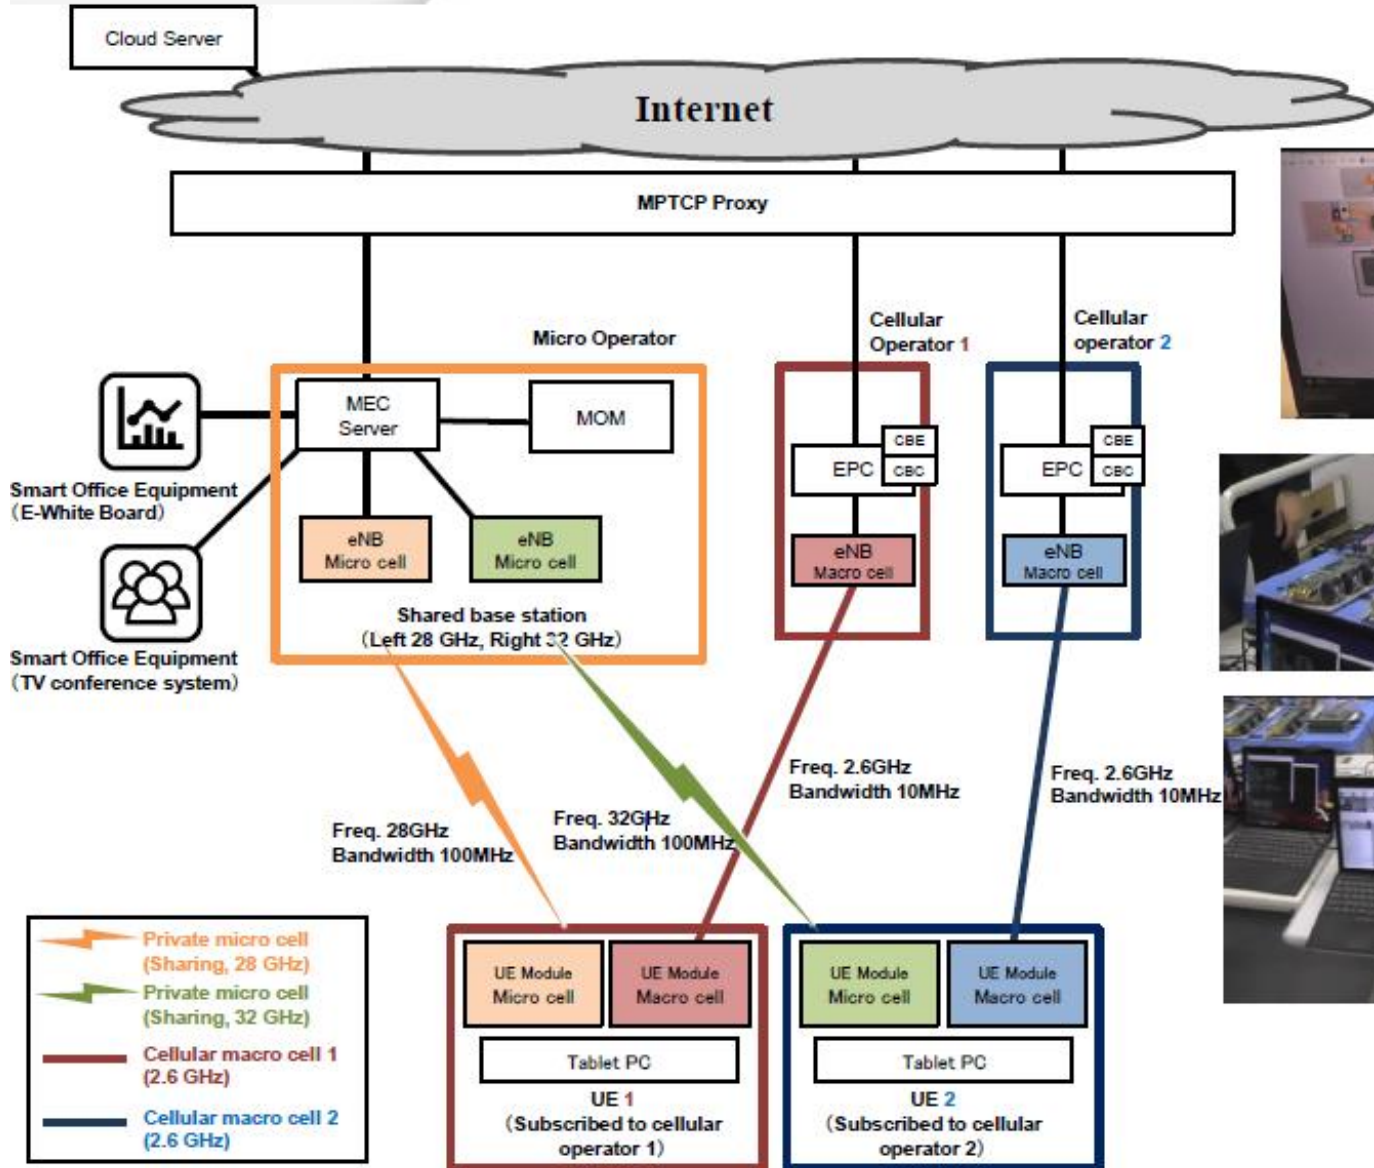 Cloud Server
Internet
MPTCP Proxy
Micro Operator
Cellular
Operator 1
Cellular
operator 2
MEC
Server
MOM
EPC
CBE
CBC
EPC
CBE
CBC
Smart Office Equipment
(E-White Board)
eNB
Micro cell
eNB
Micro cell
eNB
Macro cell
eNB
Macro cell
Shared base station
(Left 28 GHz, Right 32 GHz)
Smart Office Equipment
(TV conference system)
Freq. 2.6GHz
Bandwidth 10MHz
Freq. 2.6GHz
Bandwidth 10MHz
Freq. 28GHz
Bandwidth 100MHz
Freq. 32GHz
Bandwidth 100MHz
Private micro cell
(Sharing, 28 GHz)
Private micro cell
(Sharing, 32 GHz)
Cellular macro cell 1
(2.6 GHz)
Cellular macro cell 2
(2.6 GHz)
UE Module
Micro cell
UE Module
Macro cell
Tablet PC
UE 1
(Subscribed to cellular
operator 1)
UE Module
Micro cell
UE Module
Macro cell
Tablet PC
UE 2
(Subscribed to cellular
operator 2)